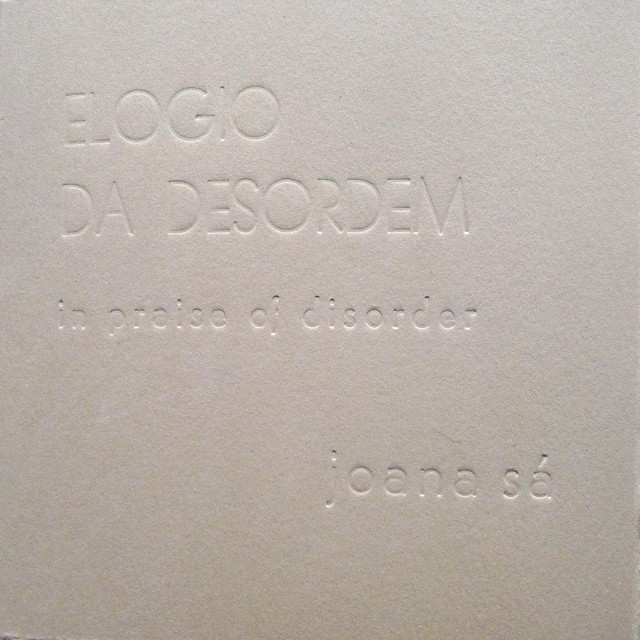 ELOGIO
DA DESORDEM
in praise of disorder
joana sá